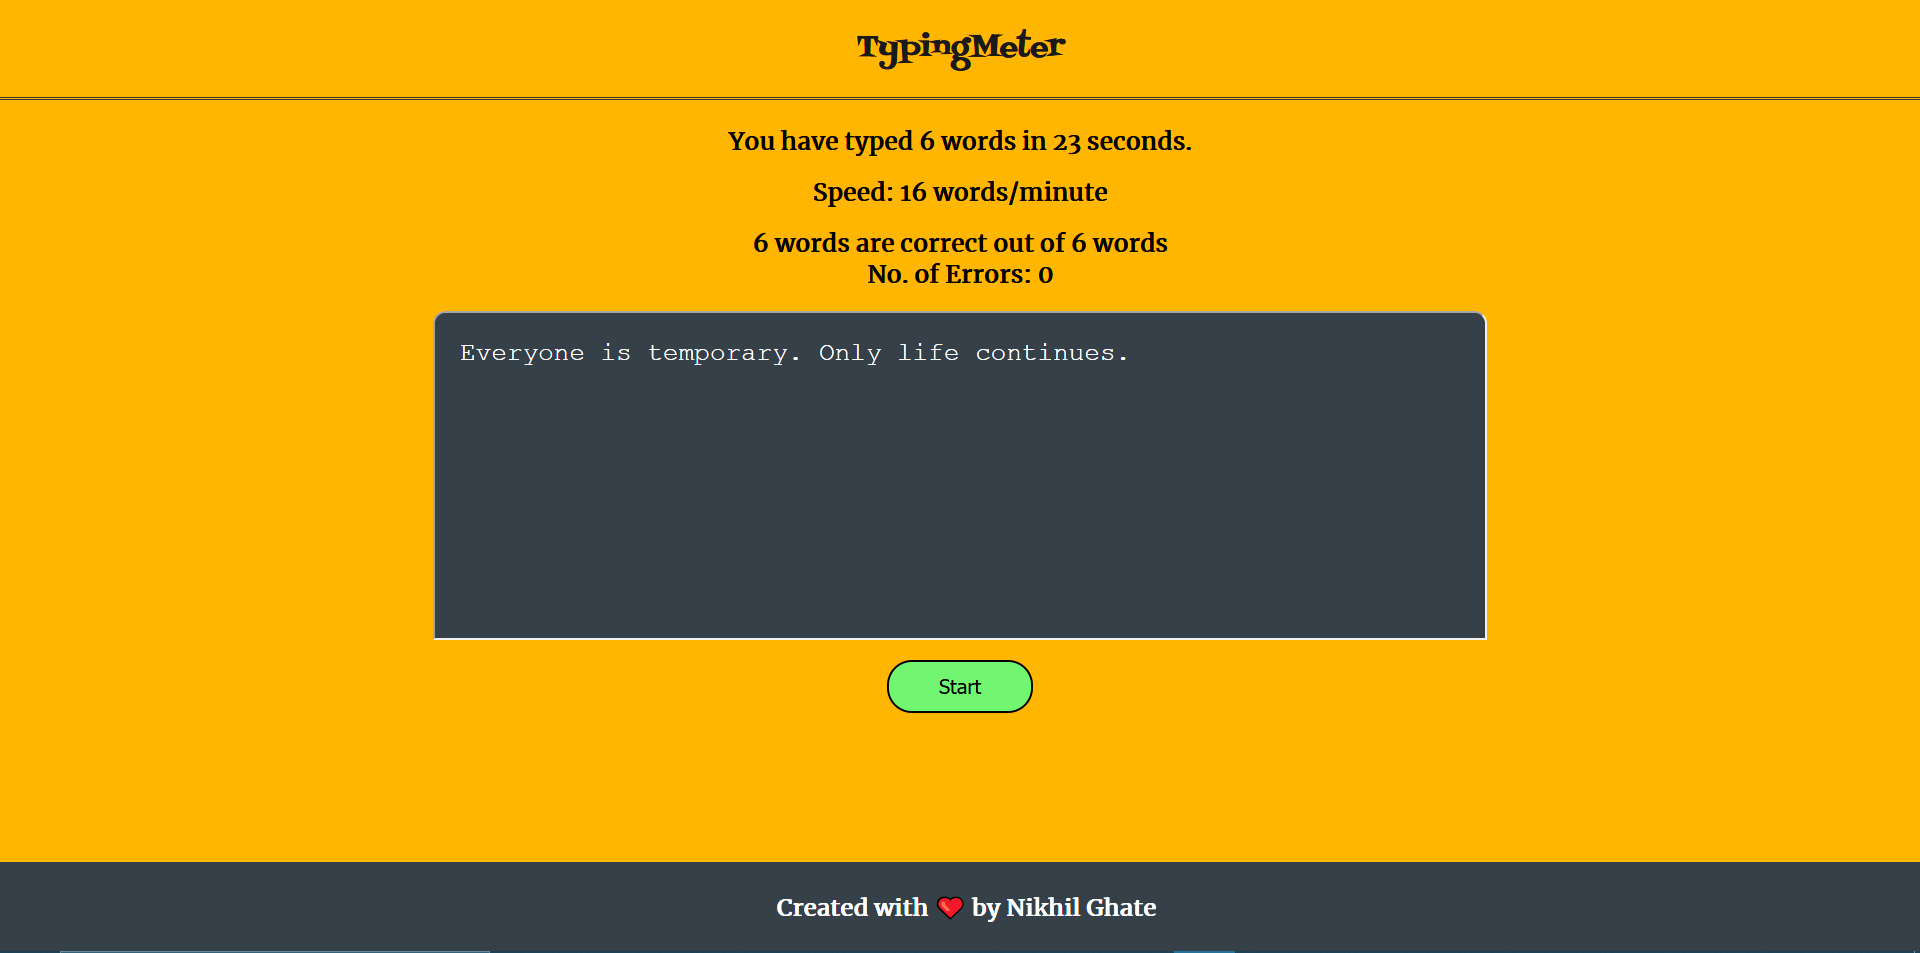 TypingMeter
You have typed 6 words in 23 seconds.
Speed: 16 words/minute
6 words are correct out of 6 words
No. of Errors: 0
Everyone is temporary. Only life continues.
Start
Created with ❤️ by Nikhil Ghate